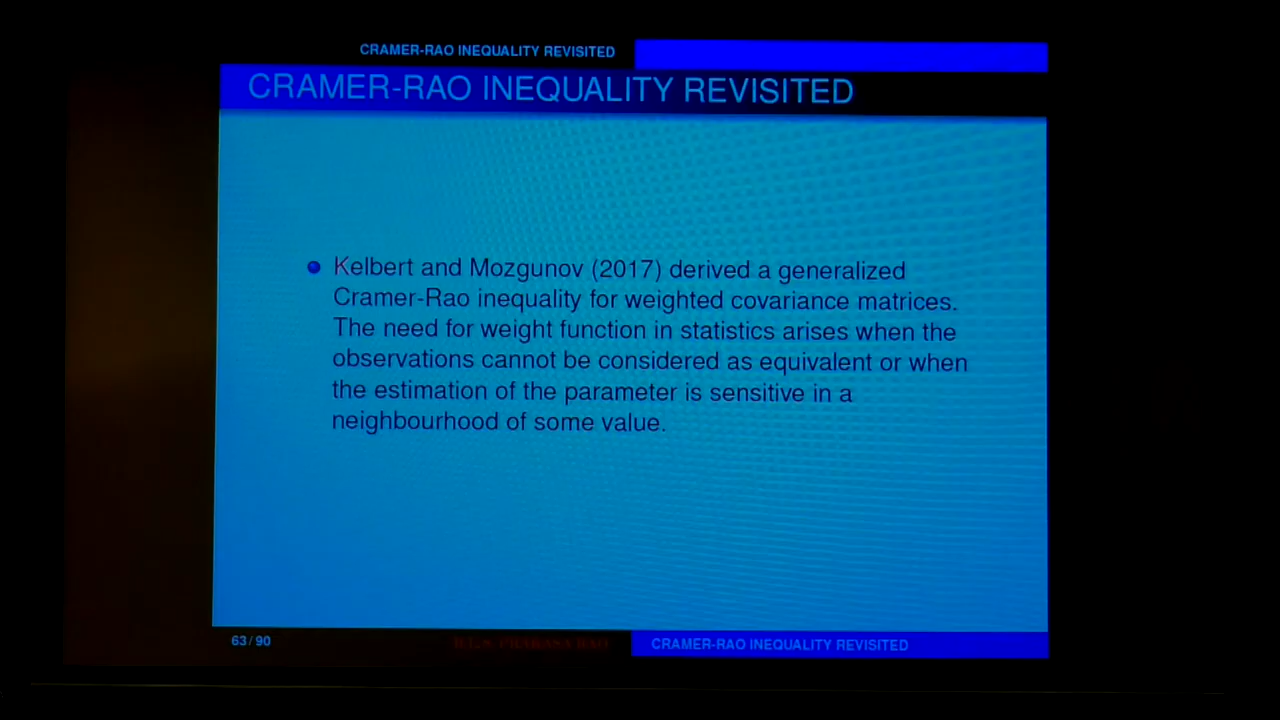 CRAMER-RAO INEQUALITY REVISITED
CRAMER-RAO INEQUALITY REVISITED
Kelbert and Mozgunov (2017) derived a generalized
Cramer-Rao inequality for weighted covariance matrices.
The need for weight function in statistics arises when the
observations cannot be considered as equivalent or when
the estimation of the parameter is sensitive in a
neighbourhood of some value.
63/90
RAO
CRAMER-RAO INEQUALITY REVISITED